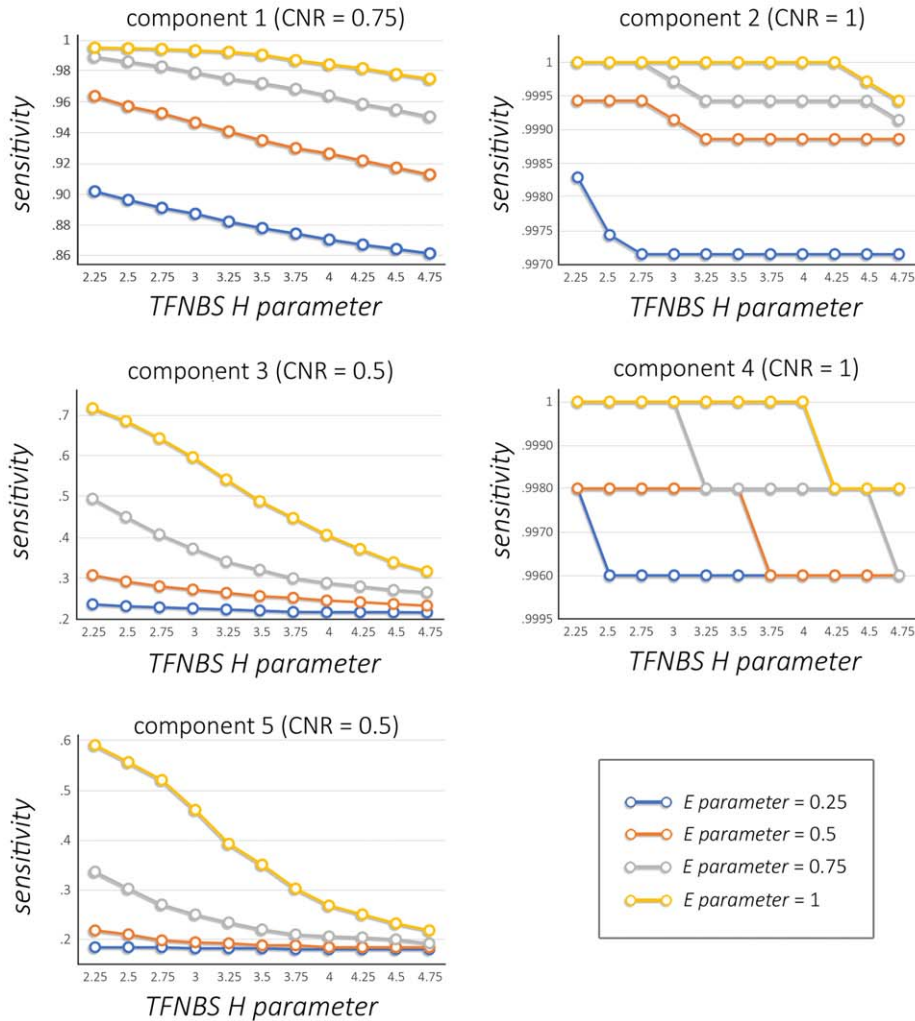 component 1 (CNR = 0.75)
sensitivity
1
.98
.96
.94
.92
.90
.88
.86
2.25 2.5 2.75 3 3.25 3.5 3.75 4 4.25 4.5 4.75
TFNBS H parameter
component 2 (CNR = 1)
sensitivity
1
.9995
.9990
.9985
.9980
.9975
.9970
2.25 2.5 2.75 3 3.25 3.5 3.75 4 4.25 4.5 4.75
TFNBS H parameter
component 3 (CNR = 0.5)
sensitivity
.7
.6
.5
.4
.3
.2
2.25 2.5 2.75 3 3.25 3.5 3.75 4 4.25 4.5 4.75
TFNBS H parameter
component 4 (CNR = 1)
sensitivity
1
.9990
.9980
.9970
.9960
.9995
2.25 2.5 2.75 3 3.25 3.5 3.75 4 4.25 4.5 4.75
TFNBS H parameter
component 5 (CNR = 0.5)
sensitivity
.6
.5
.4
.3
.2
2.25 2.5 2.75 3 3.25 3.5 3.75 4 4.25 4.5 4.75
TFNBS H parameter
E parameter = 0.25
E parameter = 0.5
E parameter = 0.75
E parameter = 1